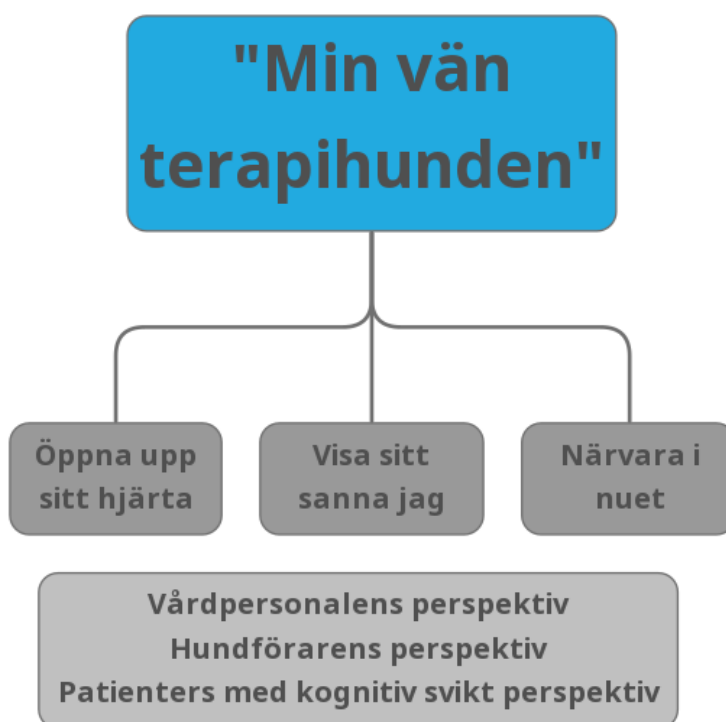 "Min vän
terapihunden"
Öppna upp
sitt hjärta
Visa sitt
sanna jag
Närvara i
nuet
Vårdpersonalens perspektiv
Hundförarens perspektiv
Patienters med kognitiv svikt perspektiv